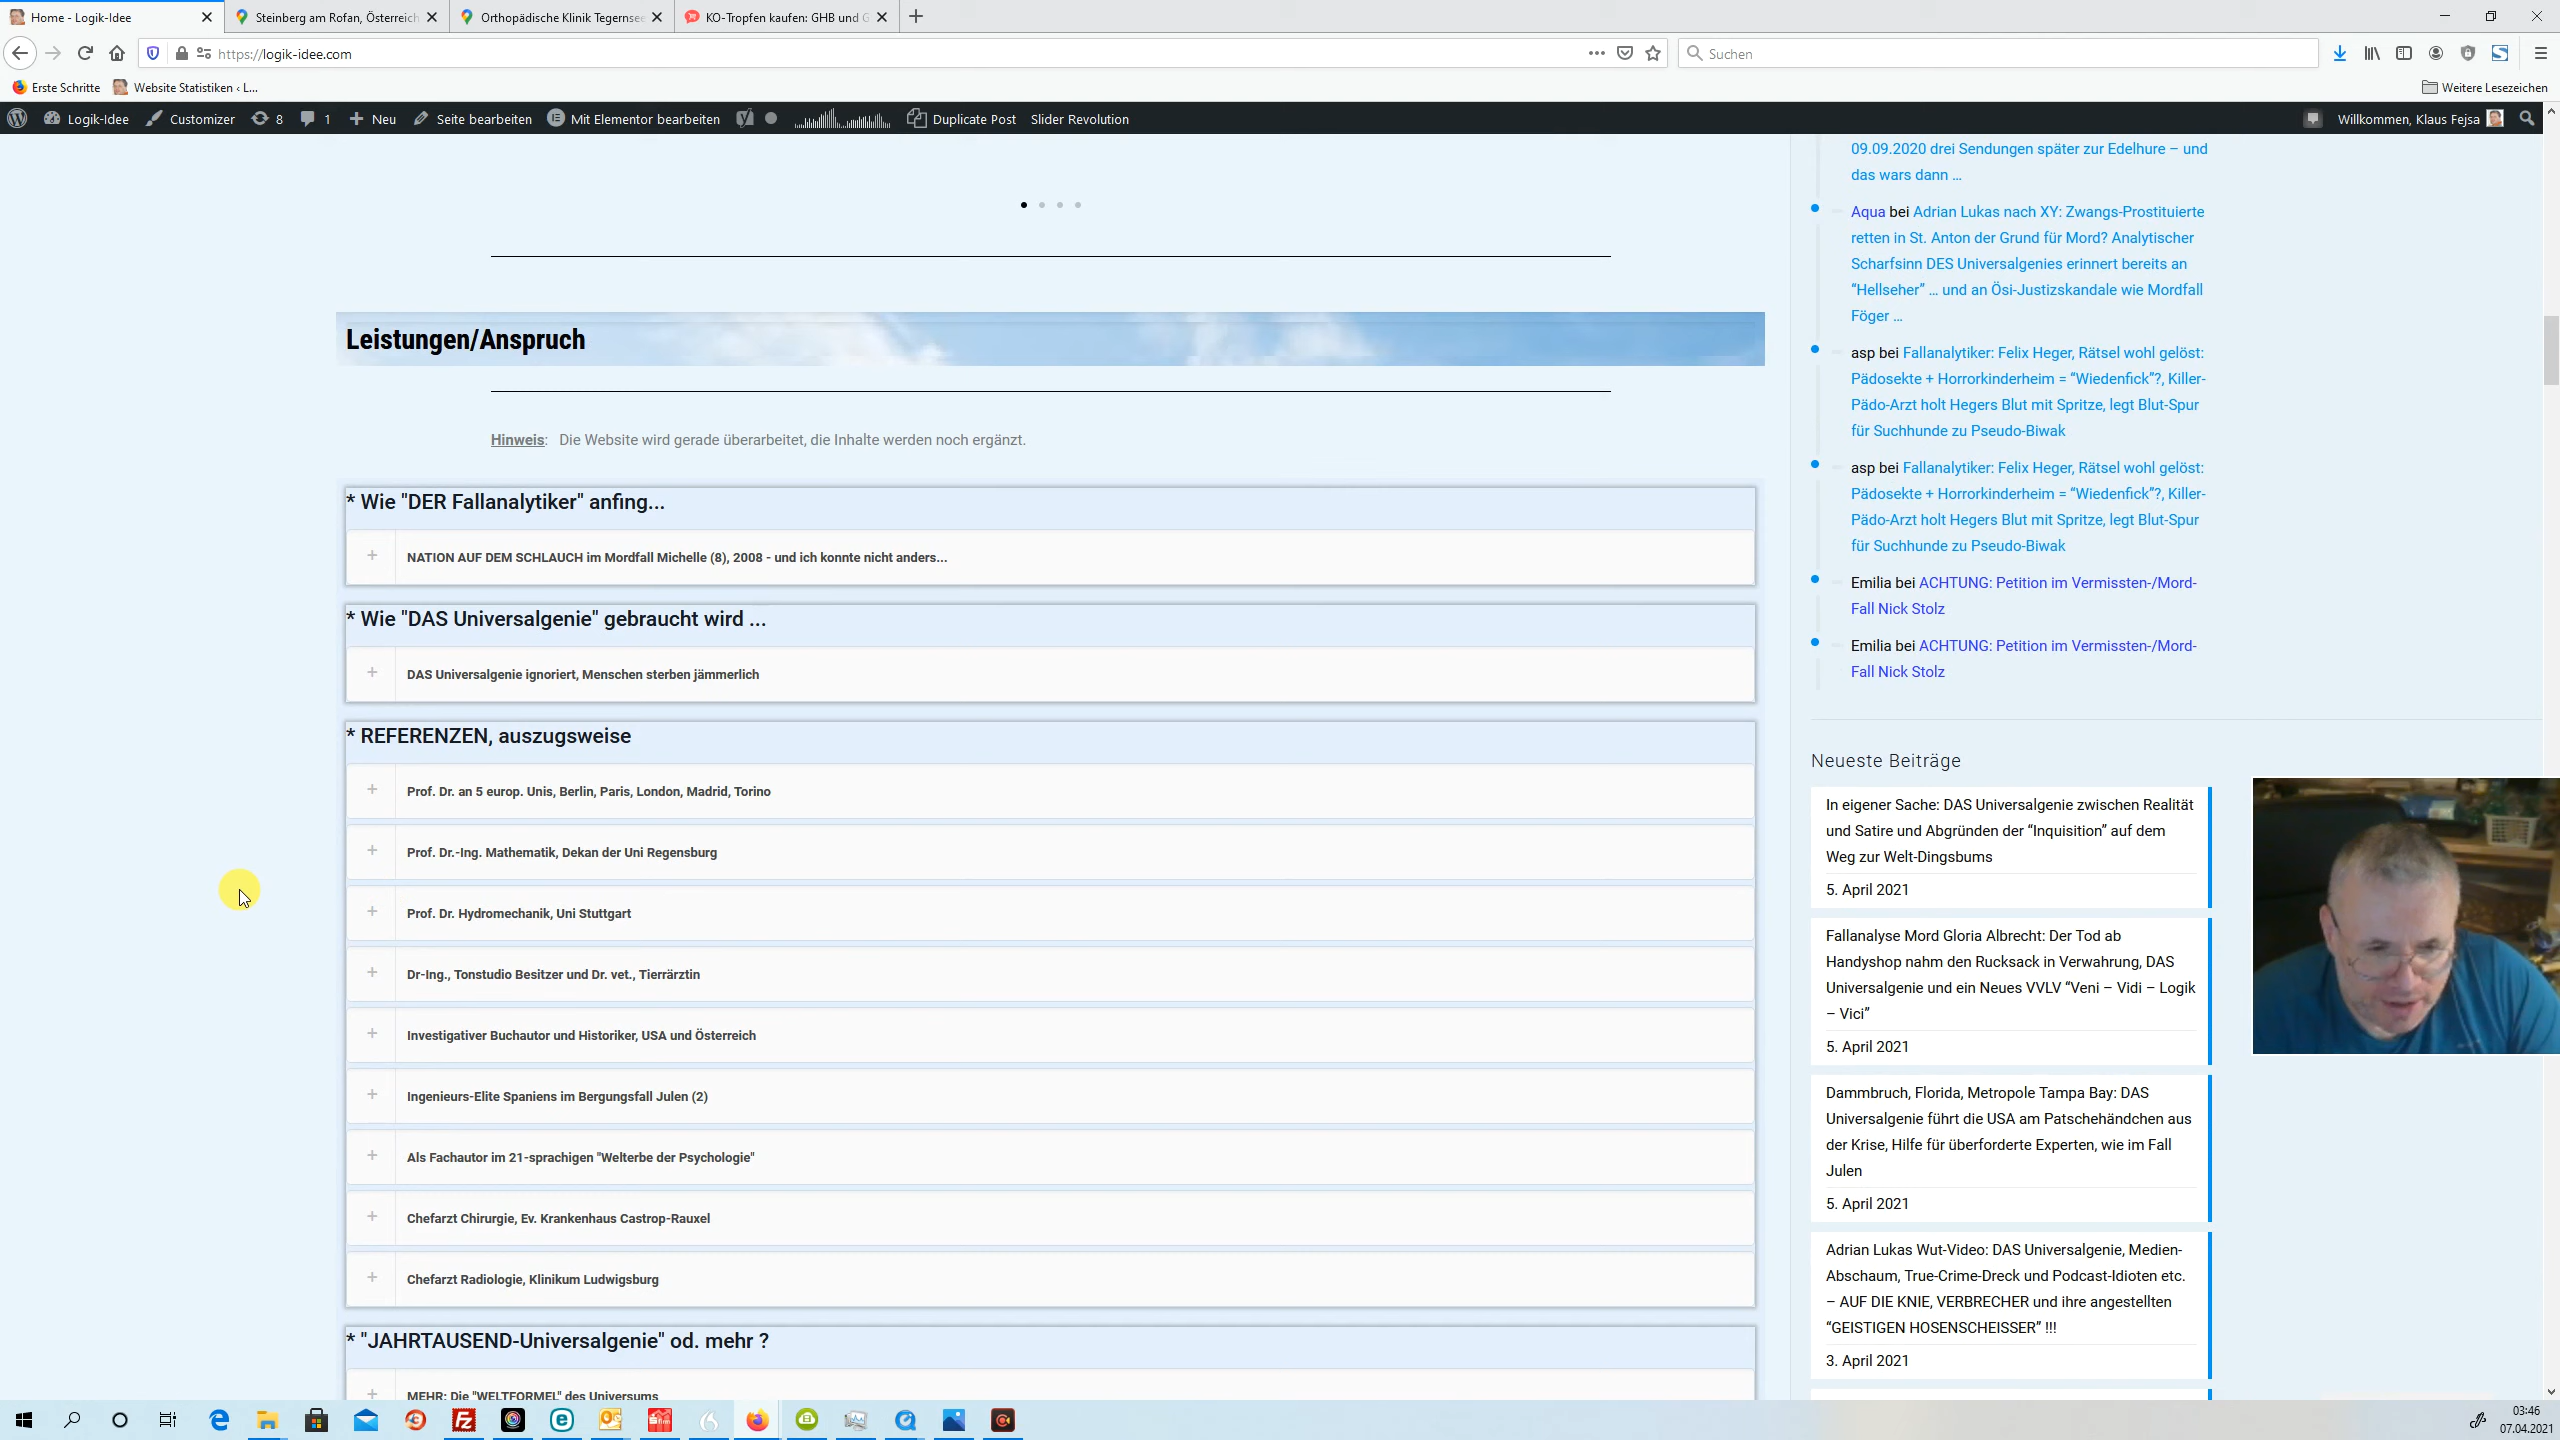 Home - Logik-Idee
Steinberg am Rofan, Österreich
Orthopädische Klinik Tegernsee
KO-Tropfen kaufen: GHB und G
https://logik-idee.com
Suchen
Erste Schritte
Website Statistiken ‹ L...
Weitere Lesezeichen
Logik-Idee
Customizer
8
1
Neu
Seite bearbeiten
Mit Elementor bearbeiten
Duplicate Post
Slider Revolution
Willkommen, Klaus Fejsa
Leistungen/Anspruch
Hinweis: Die Website wird gerade überarbeitet, die Inhalte werden noch ergänzt.
* Wie "DER Fallanalytiker" anfing...
NATION AUF DEM SCHLAUCH im Mordfall Michelle (8), 2008 - und ich konnte nicht anders...
* Wie "DAS Universalgenie" gebraucht wird ...
DAS Universalgenie ignoriert, Menschen sterben jämmerlich
* REFERENZEN, auszugsweise
Prof. Dr. an 5 europ. Unis, Berlin, Paris, London, Madrid, Torino
Prof. Dr.-Ing. Mathematik, Dekan der Uni Regensburg
Prof. Dr. Hydromechanik, Uni Stuttgart
Dr-Ing., Tonstudio Besitzer und Dr. vet., Tierrärztin
Investigativer Buchautor und Historiker, USA und Österreich
Ingenieurs-Elite Spaniens im Bergungsfall Julen (2)
Als Fachautor im 21-sprachigen "Welterbe der Psychologie"
Chefarzt Chirurgie, Ev. Krankenhaus Castrop-Rauxel
Chefarzt Radiologie, Klinikum Ludwigsburg
* "JAHRTAUSEND-Universalgenie" od. mehr ?
MEHR: Die "WELTFORMEL" des Universums
09.09.2020 drei Sendungen später zur Edelhure – und
das wars dann …
Aqua bei Adrian Lukas nach XY: Zwangs-Prostituierte
retten in St. Anton der Grund für Mord? Analytischer
Scharfsinn DES Universalgenies erinnert bereits an
“Hellseher” … und an Ösi-Justizskandale wie Mordfall
Föger …
asp bei Fallanalytiker: Felix Heger, Rätsel wohl gelöst:
Pädosekte + Horrorkinderheim = “Wiedenfick”?, Killer-
Pädo-Arzt holt Hegers Blut mit Spritze, legt Blut-Spur
für Suchhunde zu Pseudo-Biwak
asp bei Fallanalytiker: Felix Heger, Rätsel wohl gelöst:
Pädosekte + Horrorkinderheim = “Wiedenfick”?, Killer-
Pädo-Arzt holt Hegers Blut mit Spritze, legt Blut-Spur
für Suchhunde zu Pseudo-Biwak
Emilia bei ACHTUNG: Petition im Vermissten-/Mord-
Fall Nick Stolz
Emilia bei ACHTUNG: Petition im Vermissten-/Mord-
Fall Nick Stolz
Neueste Beiträge
In eigener Sache: DAS Universalgenie zwischen Realität
und Satire und Abgründen der “Inquisition” auf dem
Weg zur Welt-Dingsbums
5. April 2021
Fallanalyse Mord Gloria Albrecht: Der Tod ab
Handyshop nahm den Rucksack in Verwahrung, DAS
Universalgenie und ein Neues VVLV “Veni – Vidi – Logik
– Vici”
5. April 2021
Dammbruch, Florida, Metropole Tampa Bay: DAS
Universalgenie führt die USA am Patschehändchen aus
der Krise, Hilfe für überforderte Experten, wie im Fall
Julen
5. April 2021
Adrian Lukas Wut-Video: DAS Universalgenie, Medien-
Abschaum, True-Crime-Dreck und Podcast-Idioten etc.
– AUF DIE KNIE, VERBRECHER und ihre angestellten
“GEISTIGEN HOSENSCHEISSER” !!!
3. April 2021
03:46
07.04.2021